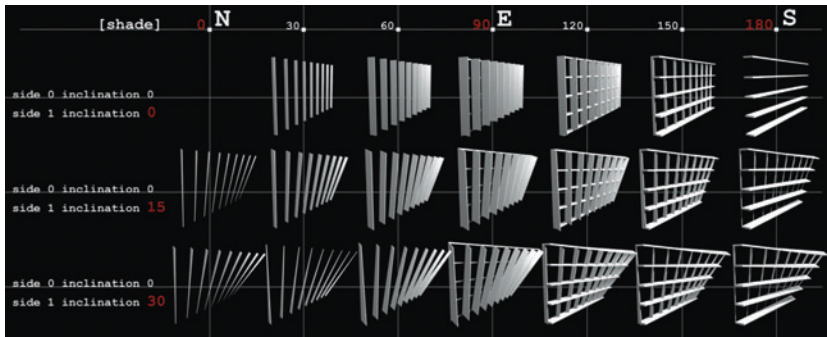 [shade] 0 N 30 60 90 E 120 150 180 S
side 0 inclination 0
side 1 inclination 0
side 0 inclination 0
side 1 inclination 15
side 0 inclination 0
side 1 inclination 30